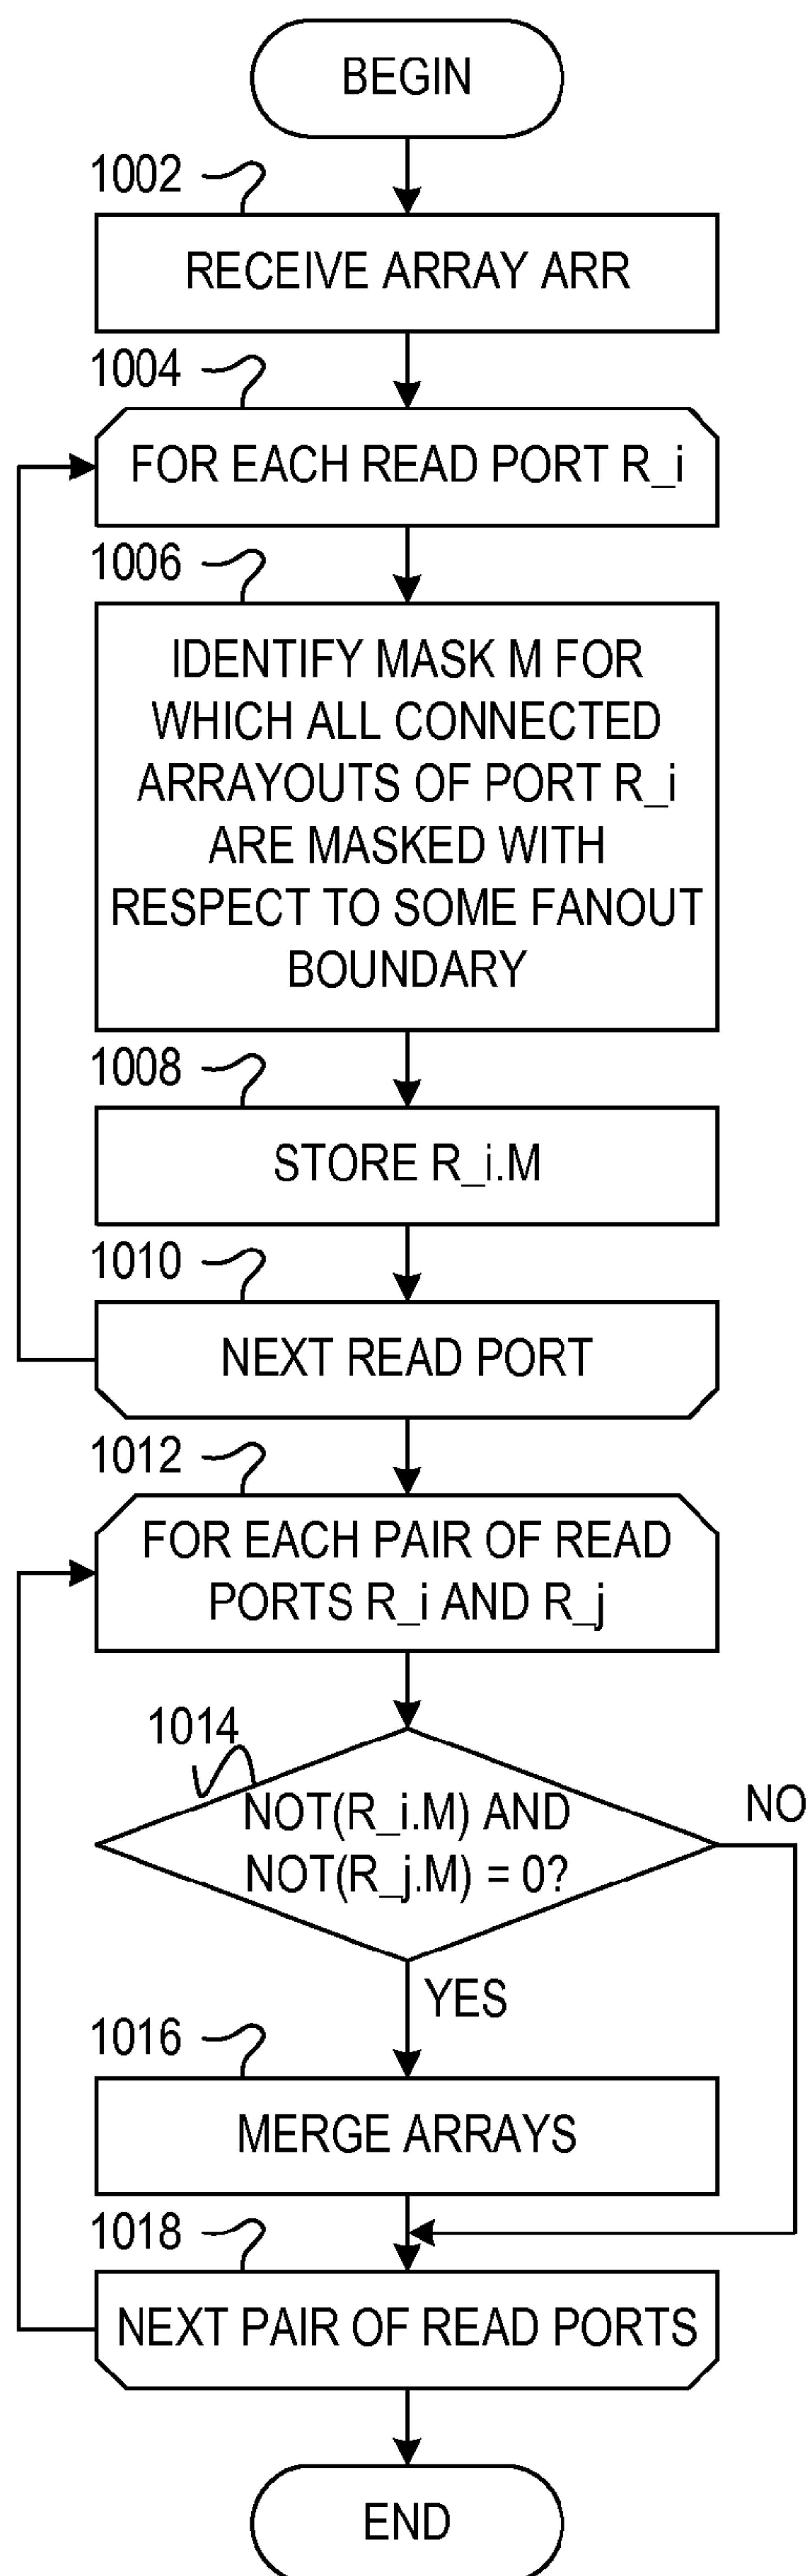 BEGIN
1002
RECEIVE ARRAY ARR
1004
FOR EACH READ PORT R_i
1006
IDENTIFY MASK M FOR
WHICH ALL CONNECTED
ARRAYOUTS OF PORT R_i
ARE MASKED WITH
RESPECT TO SOME FANOUT
BOUNDARY
1008
STORE R_i.M
1010
NEXT READ PORT
1012
FOR EACH PAIR OF READ
PORTS R_i AND R_j
1014
NOT(R_i.M) AND
NOT(R_j.M) = 0?
NO
YES
1016
MERGE ARRAYS
1018
NEXT PAIR OF READ PORTS
END